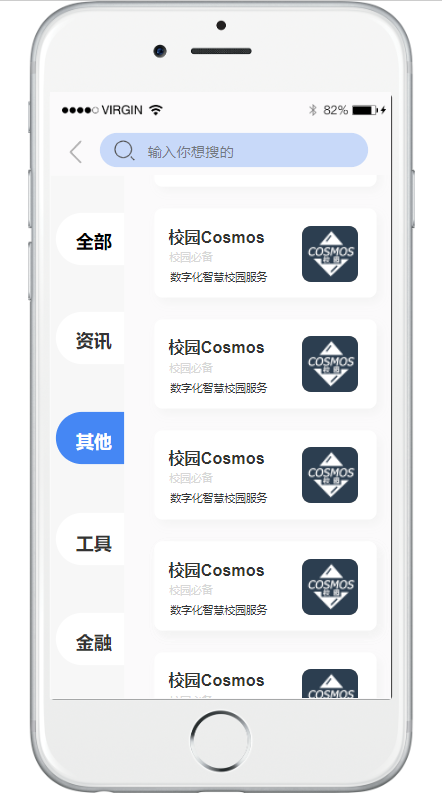 VIRGIN 82%
输入你想搜的
全部
资讯
其他
工具
金融
校园Cosmos
校园必备
数字化智慧校园服务
COSMOS
校园
校园Cosmos
校园必备
数字化智慧校园服务
COSMOS
校园
校园Cosmos
校园必备
数字化智慧校园服务
COSMOS
校园
校园Cosmos
校园必备
数字化智慧校园服务
COSMOS
校园
校园Cosmos
COSMOS